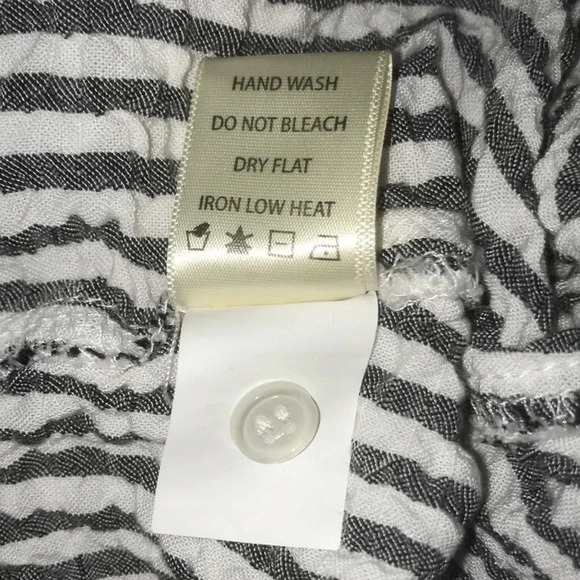 HAND WASH
DO NOT BLEACH
DRY FLAT
IRON LOW HEAT